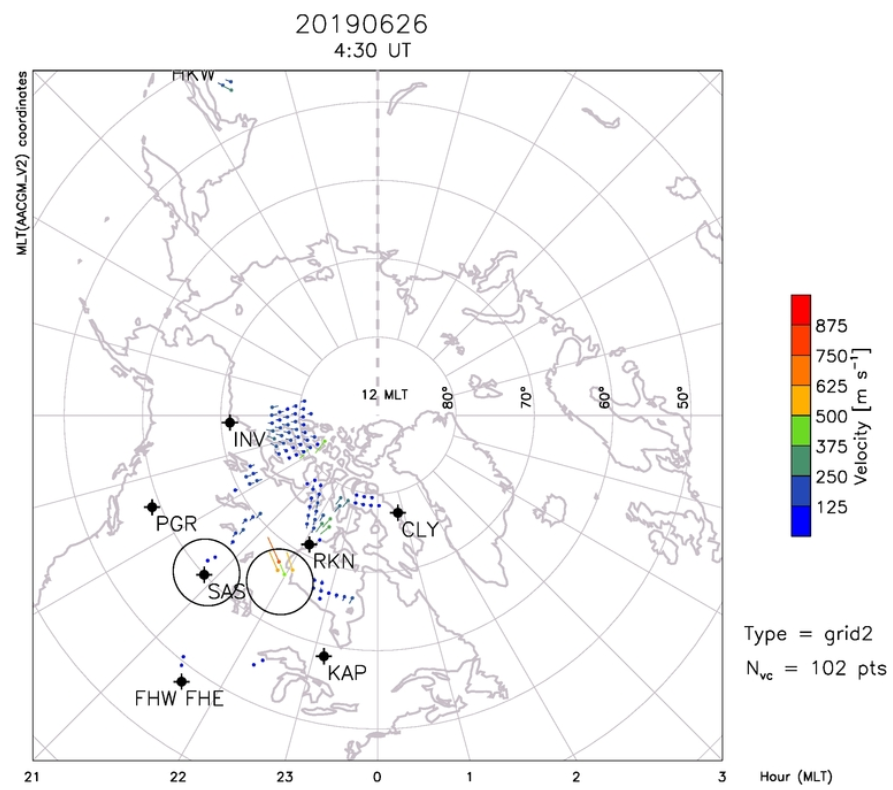 20190626
4:30 UT
MLT(AACGM_V2) coordinates
HKW
12 MLT
80°
70°
60°
50°
INV
PGR
CLY
RKN
SAS
KAP
FHW FHE
875
750
625
500
375
250
125
Velocity [m s⁻¹]
Type = grid2
Nvc = 102 pts
21 22 23 0 1 2 3 Hour (MLT)